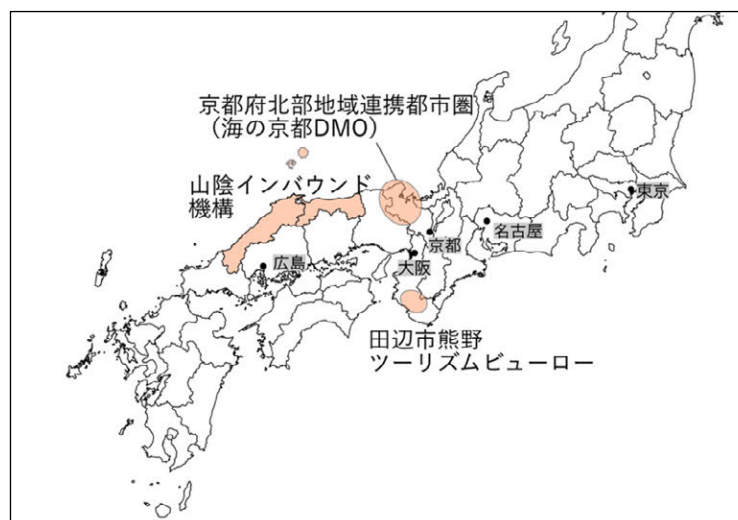 京都府北部地域連携都市圏
（海の京都DMO）
山陰インバウンド
機構
東京
名古屋
京都
大阪
広島
田辺市熊野
ツーリズムビューロー